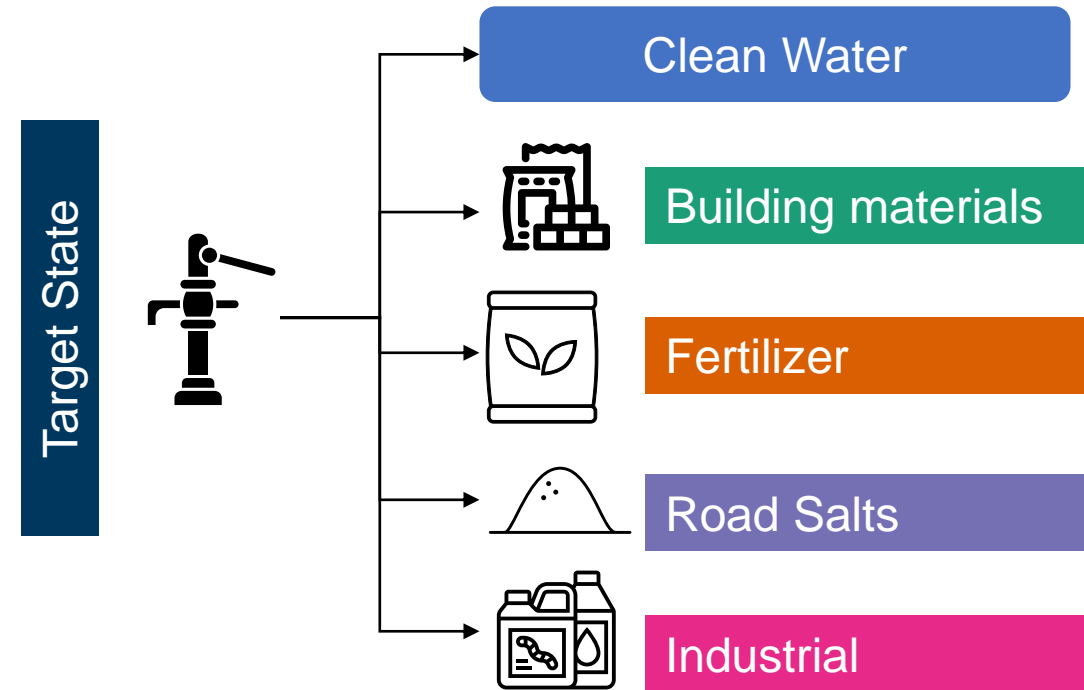 Target State
Clean Water
Building materials
Fertilizer
Road Salts
Industrial